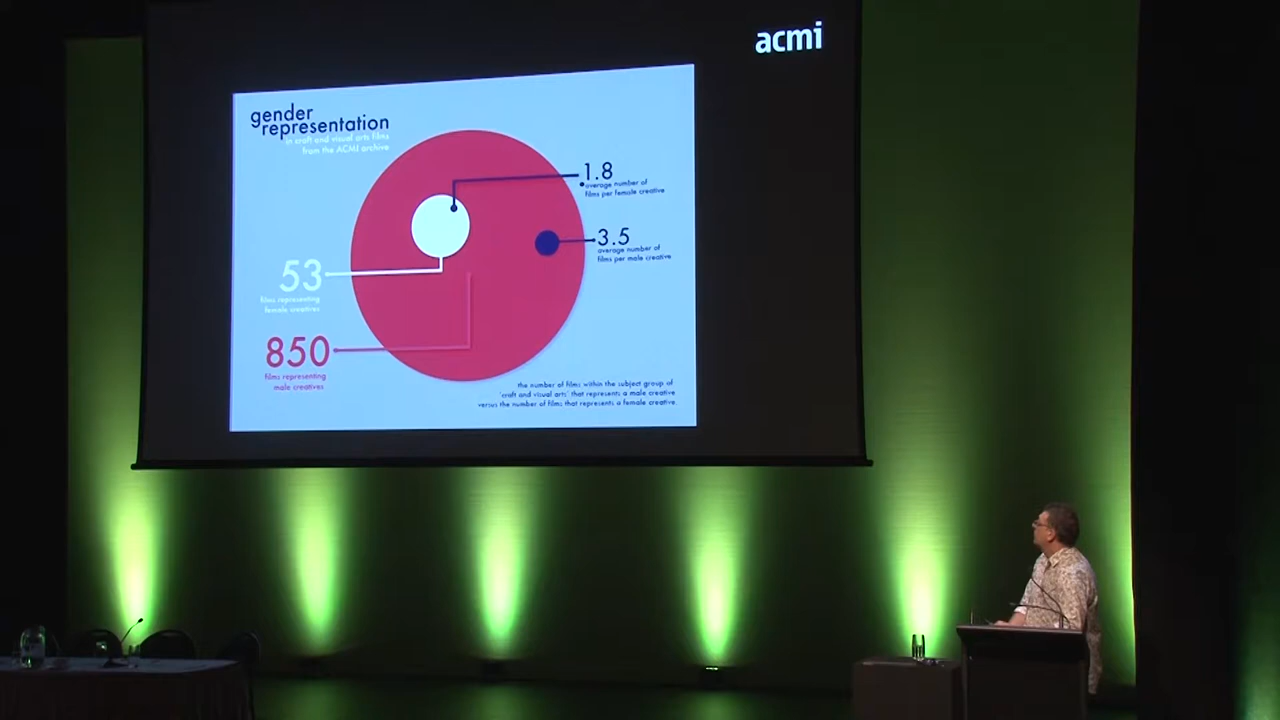 acmi
gender
representation
in craft and visual arts films
from the ACMI archive
1.8
average number of
films per female creative
3.5
average number of
films per male creative
53
films representing
female creatives
850
films representing
male creatives
the number of films within the subject group of
'craft and visual arts' that represents a male creative
versus the number of films that represents a female creative